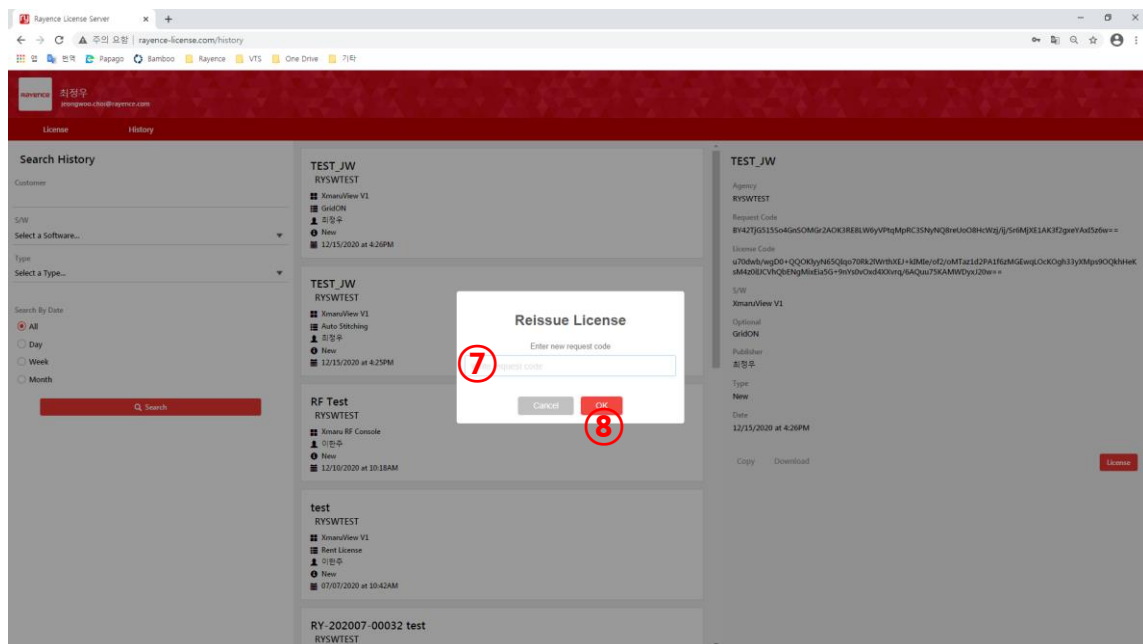 Rayence License Server
주의 요함 | rayence-license.com/history
앱 번역 Papago Bamboo Rayence VTS One Drive 기타
rayence 최정우
jeongwoo.choi@rayence.com
License History
Search History
Customer
S/W
Select a Software...
Type
Select a Type...
Search By Date
All
Day
Week
Month
Search
TEST_JW
RYSWTEST
XmaruView V1
GridON
최정우
New
12/15/2020 at 4:26PM
TEST_JW
RYSWTEST
XmaruView V1
Auto Stitching
최정우
New
12/15/2020 at 4:25PM
RF Test
RYSWTEST
Xmaru RF Console
이한주
New
12/10/2020 at 10:18AM
test
RYSWTEST
XmaruView V1
Rent License
이한주
New
07/07/2020 at 10:42AM
RY-202007-00032 test
RYSWTEST
Reissue License
Enter new request code
⑦ request code
Cancel OK
⑧
TEST_JW
Agency
RYSWTEST
Request Code
License Code
S/W
XmaruView V1
Optional
GridON
Publisher
최정우
Type
New
Date
12/15/2020 at 4:26PM
Copy Download License